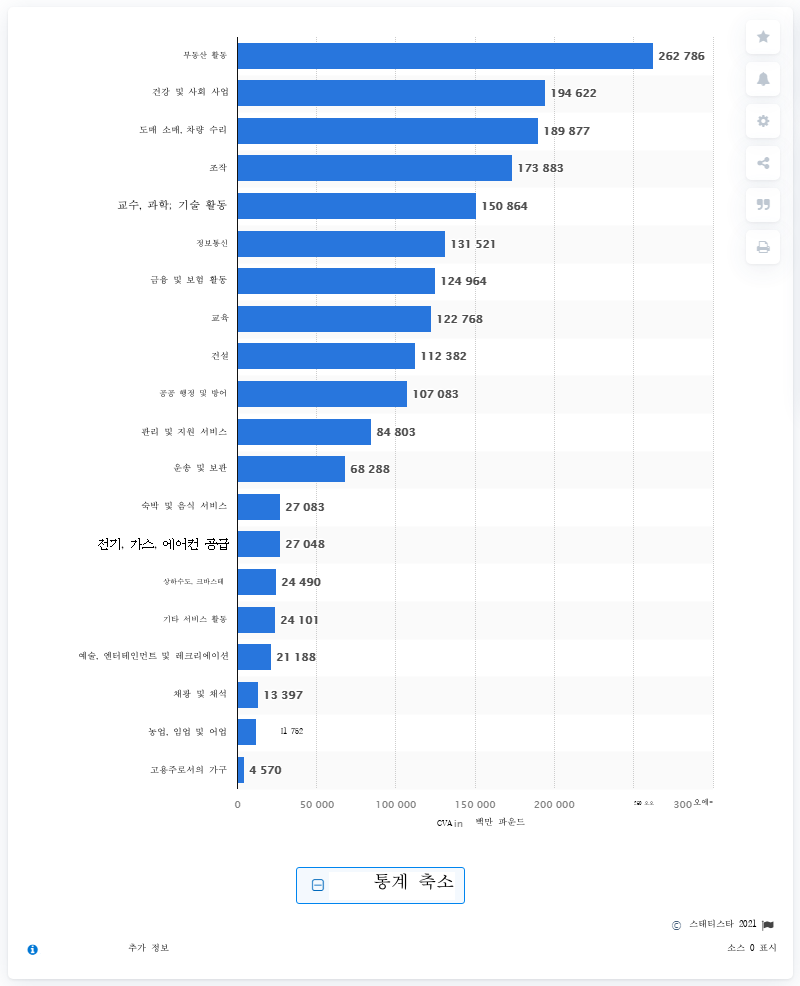 부동산 활동 262 786
건강 및 사회 사업 194 622
도매 소매, 차량 수리 189 877
조작 173 883
교수, 과학; 기술 활동 150 864
정보통신 131 521
금융 및 보험 활동 124 964
교육 122 768
건설 112 382
공공 행정 및 방어 107 083
관리 및 지원 서비스 84 803
운송 및 보관 68 288
숙박 및 음식 서비스 27 083
전기, 가스, 에어컨 공급 27 048
상하수도, 크바스테 24 490
기타 서비스 활동 24 101
예술, 엔터테인먼트 및 레크리에이션 21 188
채광 및 채석 13 397
농업, 임업 및 어업 11 752
고용주로서의 가구 4 570
0 50 000 100 000 150 000 200 000 300
GVA in 백만 파운드
통계 축소
© 스태티스타 2021
추가 정보 소스 0 표시